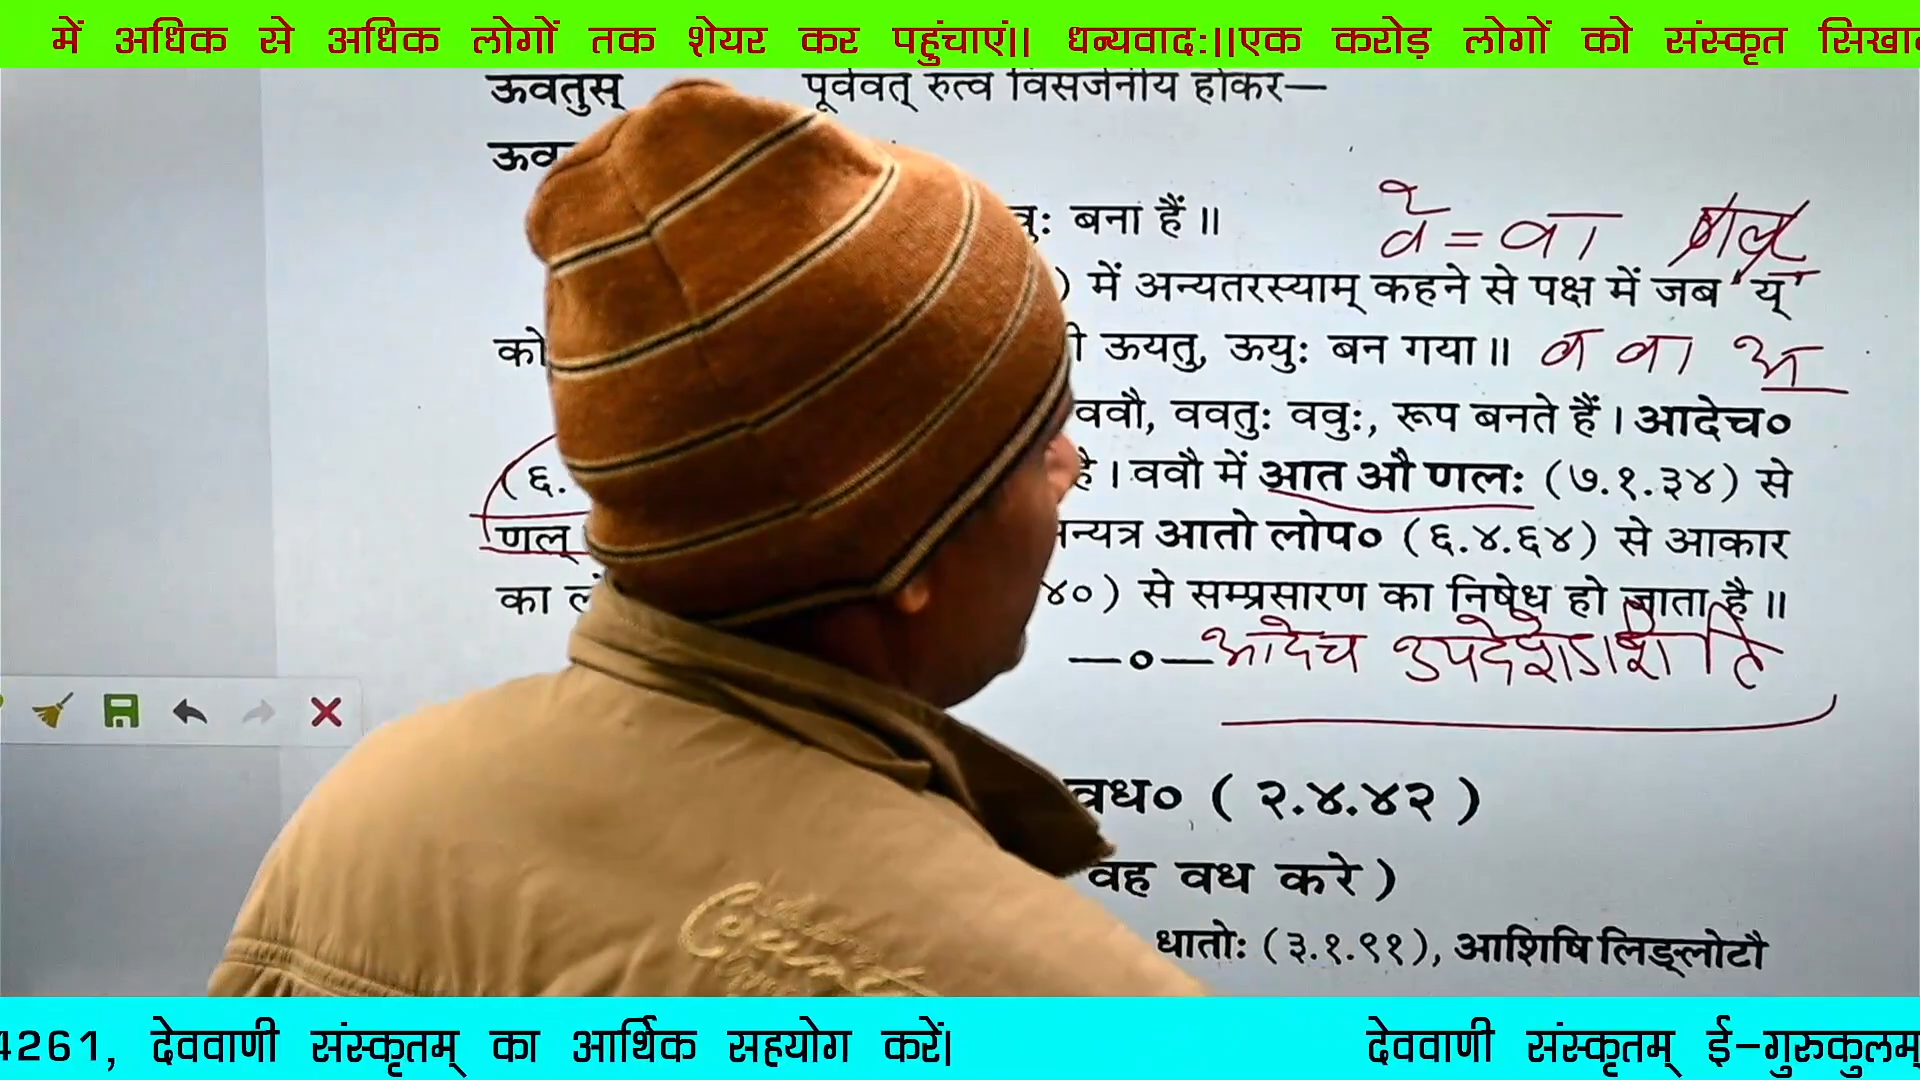 में अधिक से अधिक लोगों तक शेयर कर पहुंचाएं।। धन्यवादः।।एक करोड़ लोगों को संस्कृत
ऊवतुस् पूर्ववत् रुत्व विसर्जनीय होकर—
बना हैं॥
वे = वा णल्
में अन्यतरस्याम् कहने से पक्ष में जब 'य्'
को ऊयतु, ऊयुः बन गया॥
व वा अ
ववौ, ववतुः ववुः, रूप बनते हैं। आदेच०
(६. है। ववौ में आत औ णलः (७.१.३४) से
णल् आतो लोप० (६.४.६४) से आकार
का ४०) से सम्प्रसारण का निषेध हो जाता है॥
—०—
आदेच उपदेशेऽशिति
वध० ( २.४.४२ )
वह वध करे )
धातोः (३.१.९१), आशिषि लिङ्लोटौ
4261, देववाणी संस्कृतम् का आर्थिक सहयोग करें। देववाणी संस्कृतम् ई-गुरुकुलम्